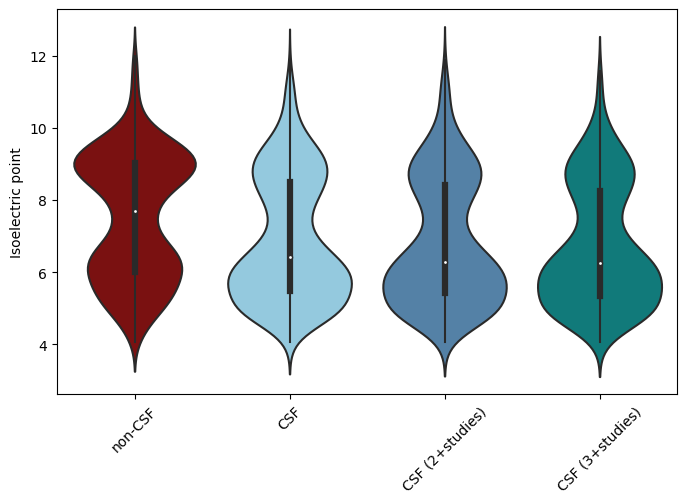 Isoelectric point
12
10
8
6
4
non-CSF
CSF
CSF (2+studies)
CSF (3+studies)